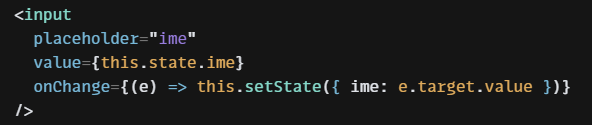 <input
  placeholder="ime"
  value={this.state.ime}
  onChange={(e) => this.setState({ ime: e.target.value })}
/>